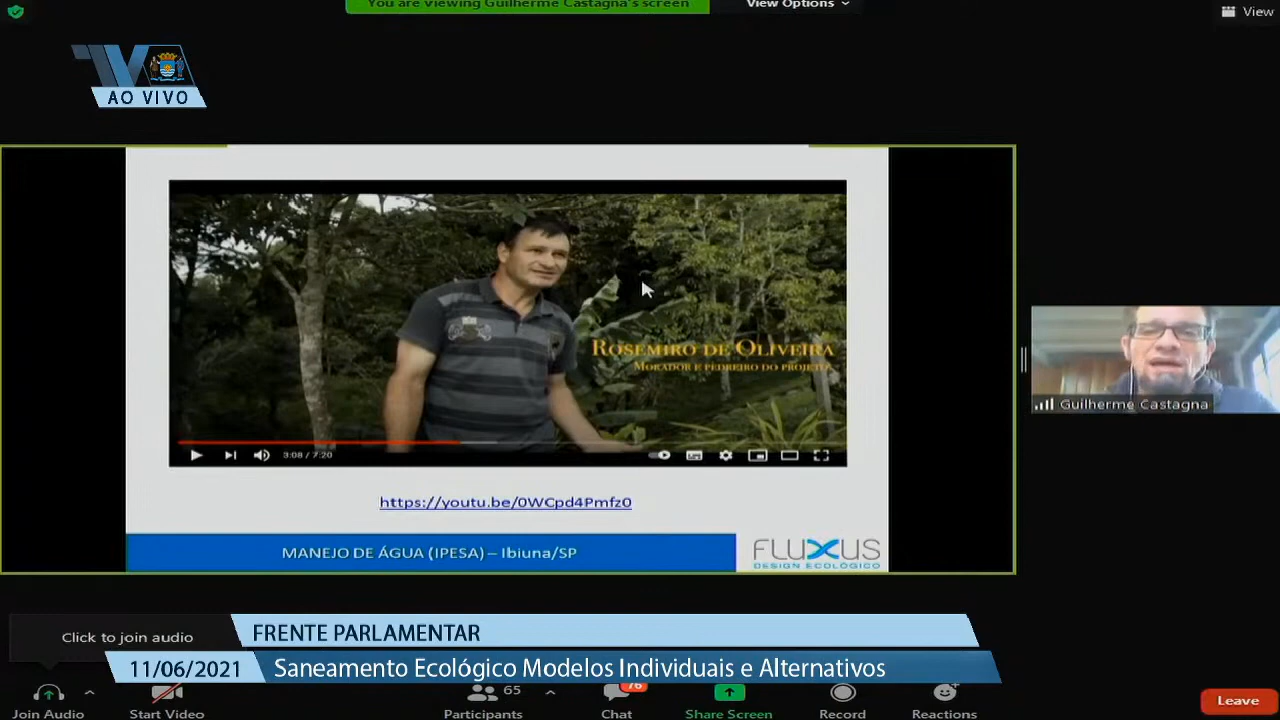 You are viewing Guilherme Castagna's screen
View Options
View
TV
AO VIVO
ROSEMIRO DE OLIVEIRA
MORADOR E PEDREIRO DO PROJETO
3:08 / 7:20
https://youtu.be/0WCpd4Pmfz0
MANEJO DE ÁGUA (IPESA) – Ibiuna/SP
FLUXUS
DESIGN ECOLÓGICO
Guilherme Castagna
Click to join audio
FRENTE PARLAMENTAR
11/06/2021
Saneamento Ecológico Modelos Individuais e Alternativos
65
76
Join Audio
Start Video
Participants
Chat
Share Screen
Record
Reactions
Leave